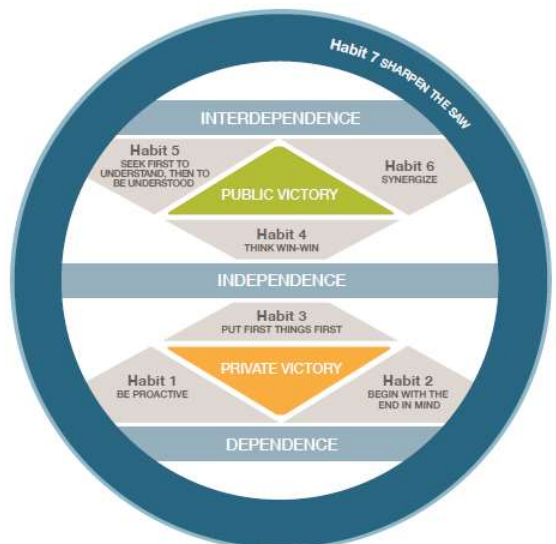 Habit 7 SHARPEN THE SAW
INTERDEPENDENCE
Habit 5
SEEK FIRST TO
UNDERSTAND, THEN TO
BE UNDERSTOOD
Habit 6
SYNERGIZE
PUBLIC VICTORY
Habit 4
THINK WIN-WIN
INDEPENDENCE
Habit 3
PUT FIRST THINGS FIRST
PRIVATE VICTORY
Habit 1
BE PROACTIVE
Habit 2
BEGIN WITH THE
END IN MIND
DEPENDENCE